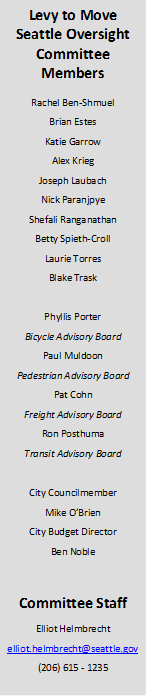 Levy to Move
Seattle Oversight
Committee
Members
Rachel Ben-Shmuel
Brian Estes
Katie Garrow
Alex Krieg
Joseph Laubach
Nick Paranjpye
Shefali Ranganathan
Betty Spieth-Croll
Laurie Torres
Blake Trask
Phyllis Porter
Bicycle Advisory Board
Paul Muldoon
Pedestrian Advisory Board
Pat Cohn
Freight Advisory Board
Ron Posthuma
Transit Advisory Board
City Councilmember
Mike O'Brien
City Budget Director
Ben Noble
Committee Staff
Elliot Helmbrecht
elliot.helmbrecht@seattle.gov
(206) 615 - 1235